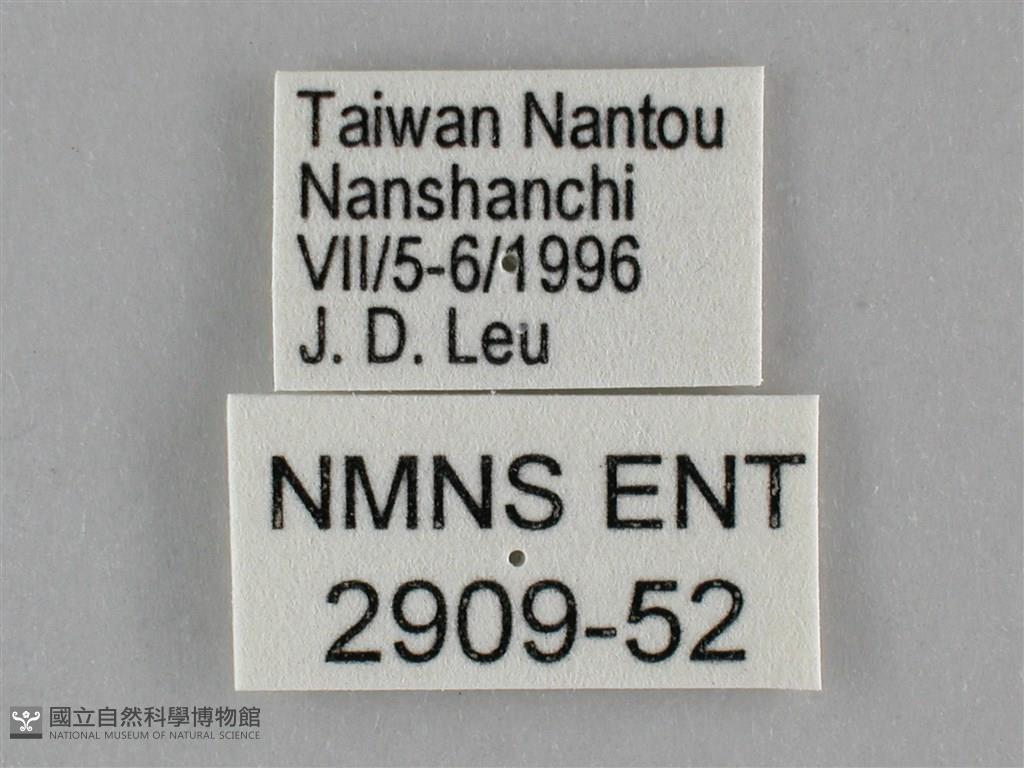 Taiwan Nantou
Nanshanchi
VII/5-6/1996
J. D. Leu
NMNS ENT
2909-52
國立自然科學博物館
NATIONAL MUSEUM OF NATURAL SCIENCE